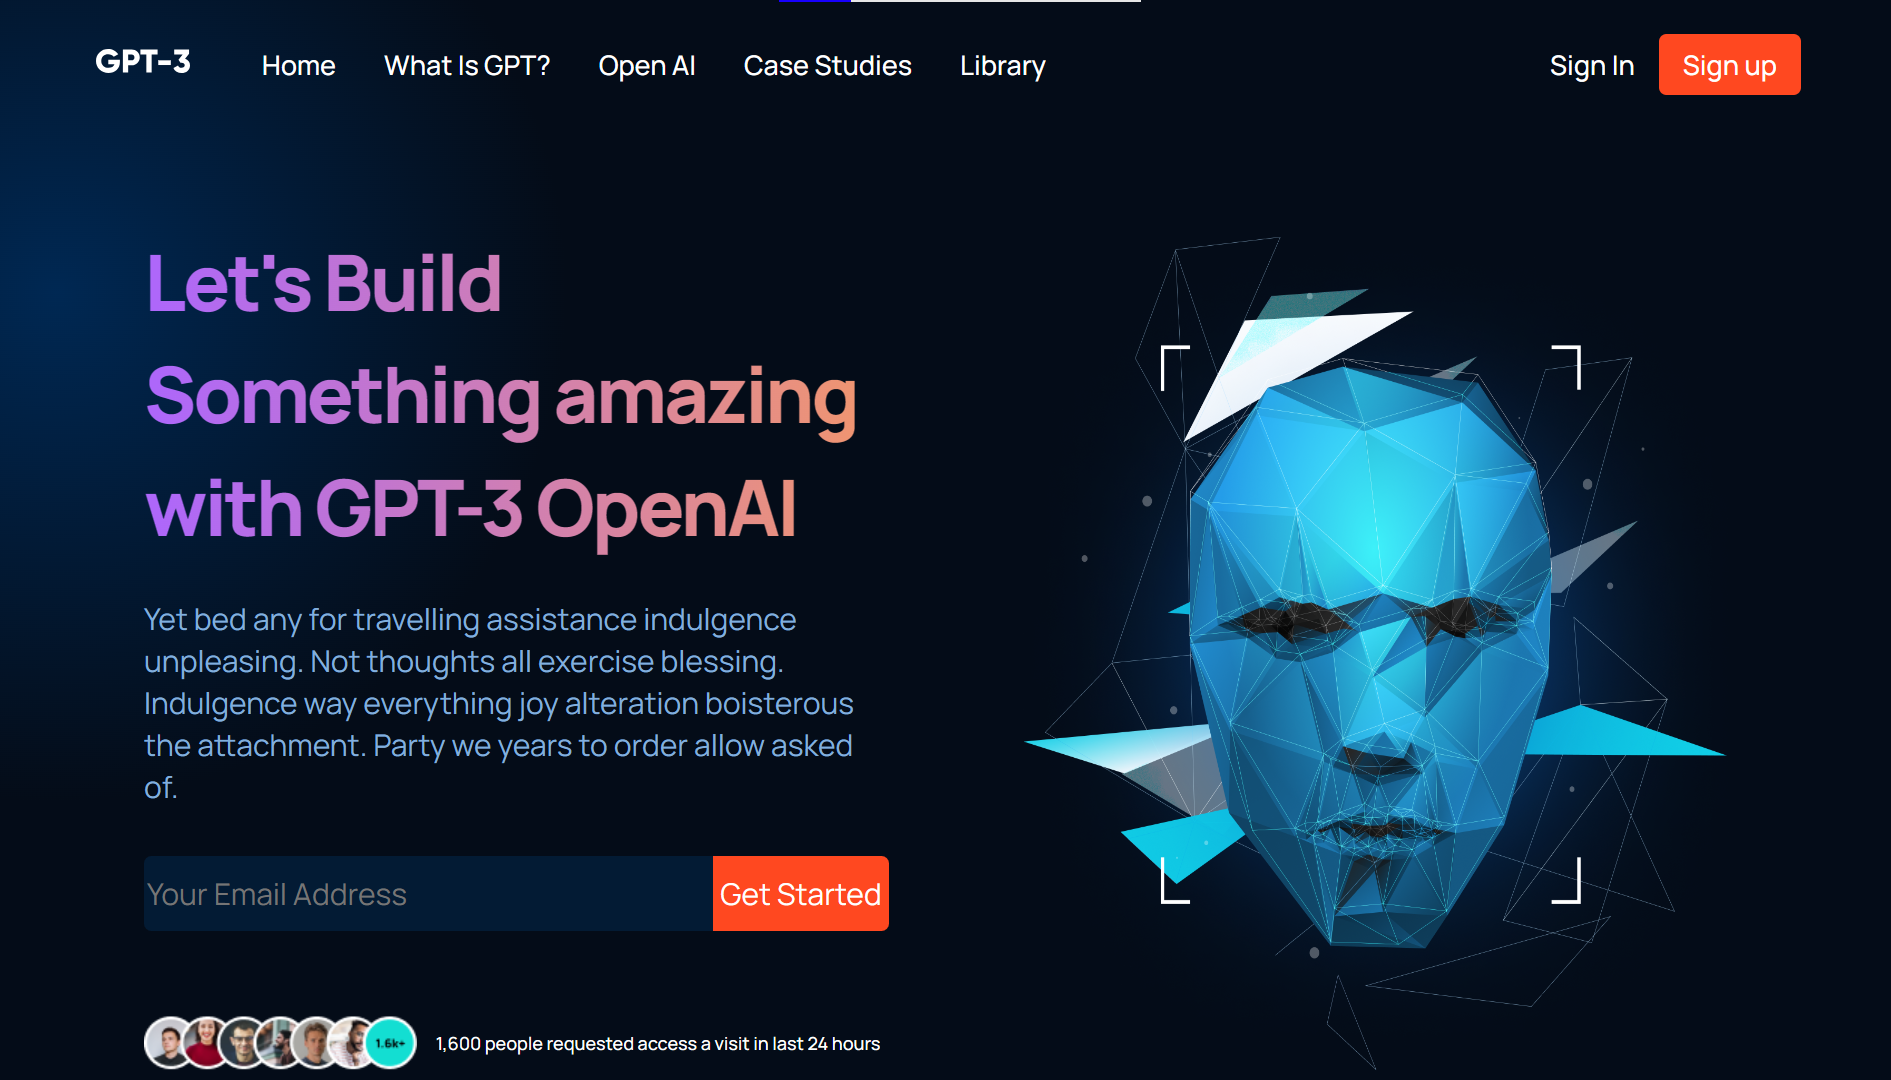 GPT-3
Home
What Is GPT?
Open AI
Case Studies
Library
Sign In
Sign up
Let's Build
Something amazing
with GPT-3 OpenAI
Yet bed any for travelling assistance indulgence
unpleasing. Not thoughts all exercise blessing.
Indulgence way everything joy alteration boisterous
the attachment. Party we years to order allow asked
of.
Your Email Address
Get Started
1.6k+
1,600 people requested access a visit in last 24 hours